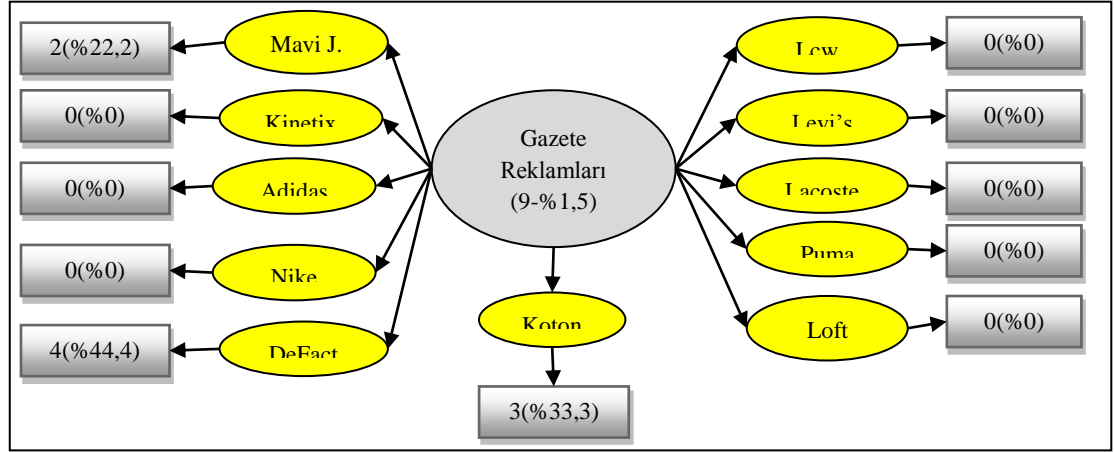 2(%22,2)
Mavi J.
Lcw
0(%0)
0(%0)
Kinetix
Levi's
0(%0)
Gazete
Reklamları
(9-%1,5)
0(%0)
Adidas
Lacoste
0(%0)
0(%0)
Nike
Puma
0(%0)
Koton
4(%44,4)
DeFact
Loft
0(%0)
3(%33,3)